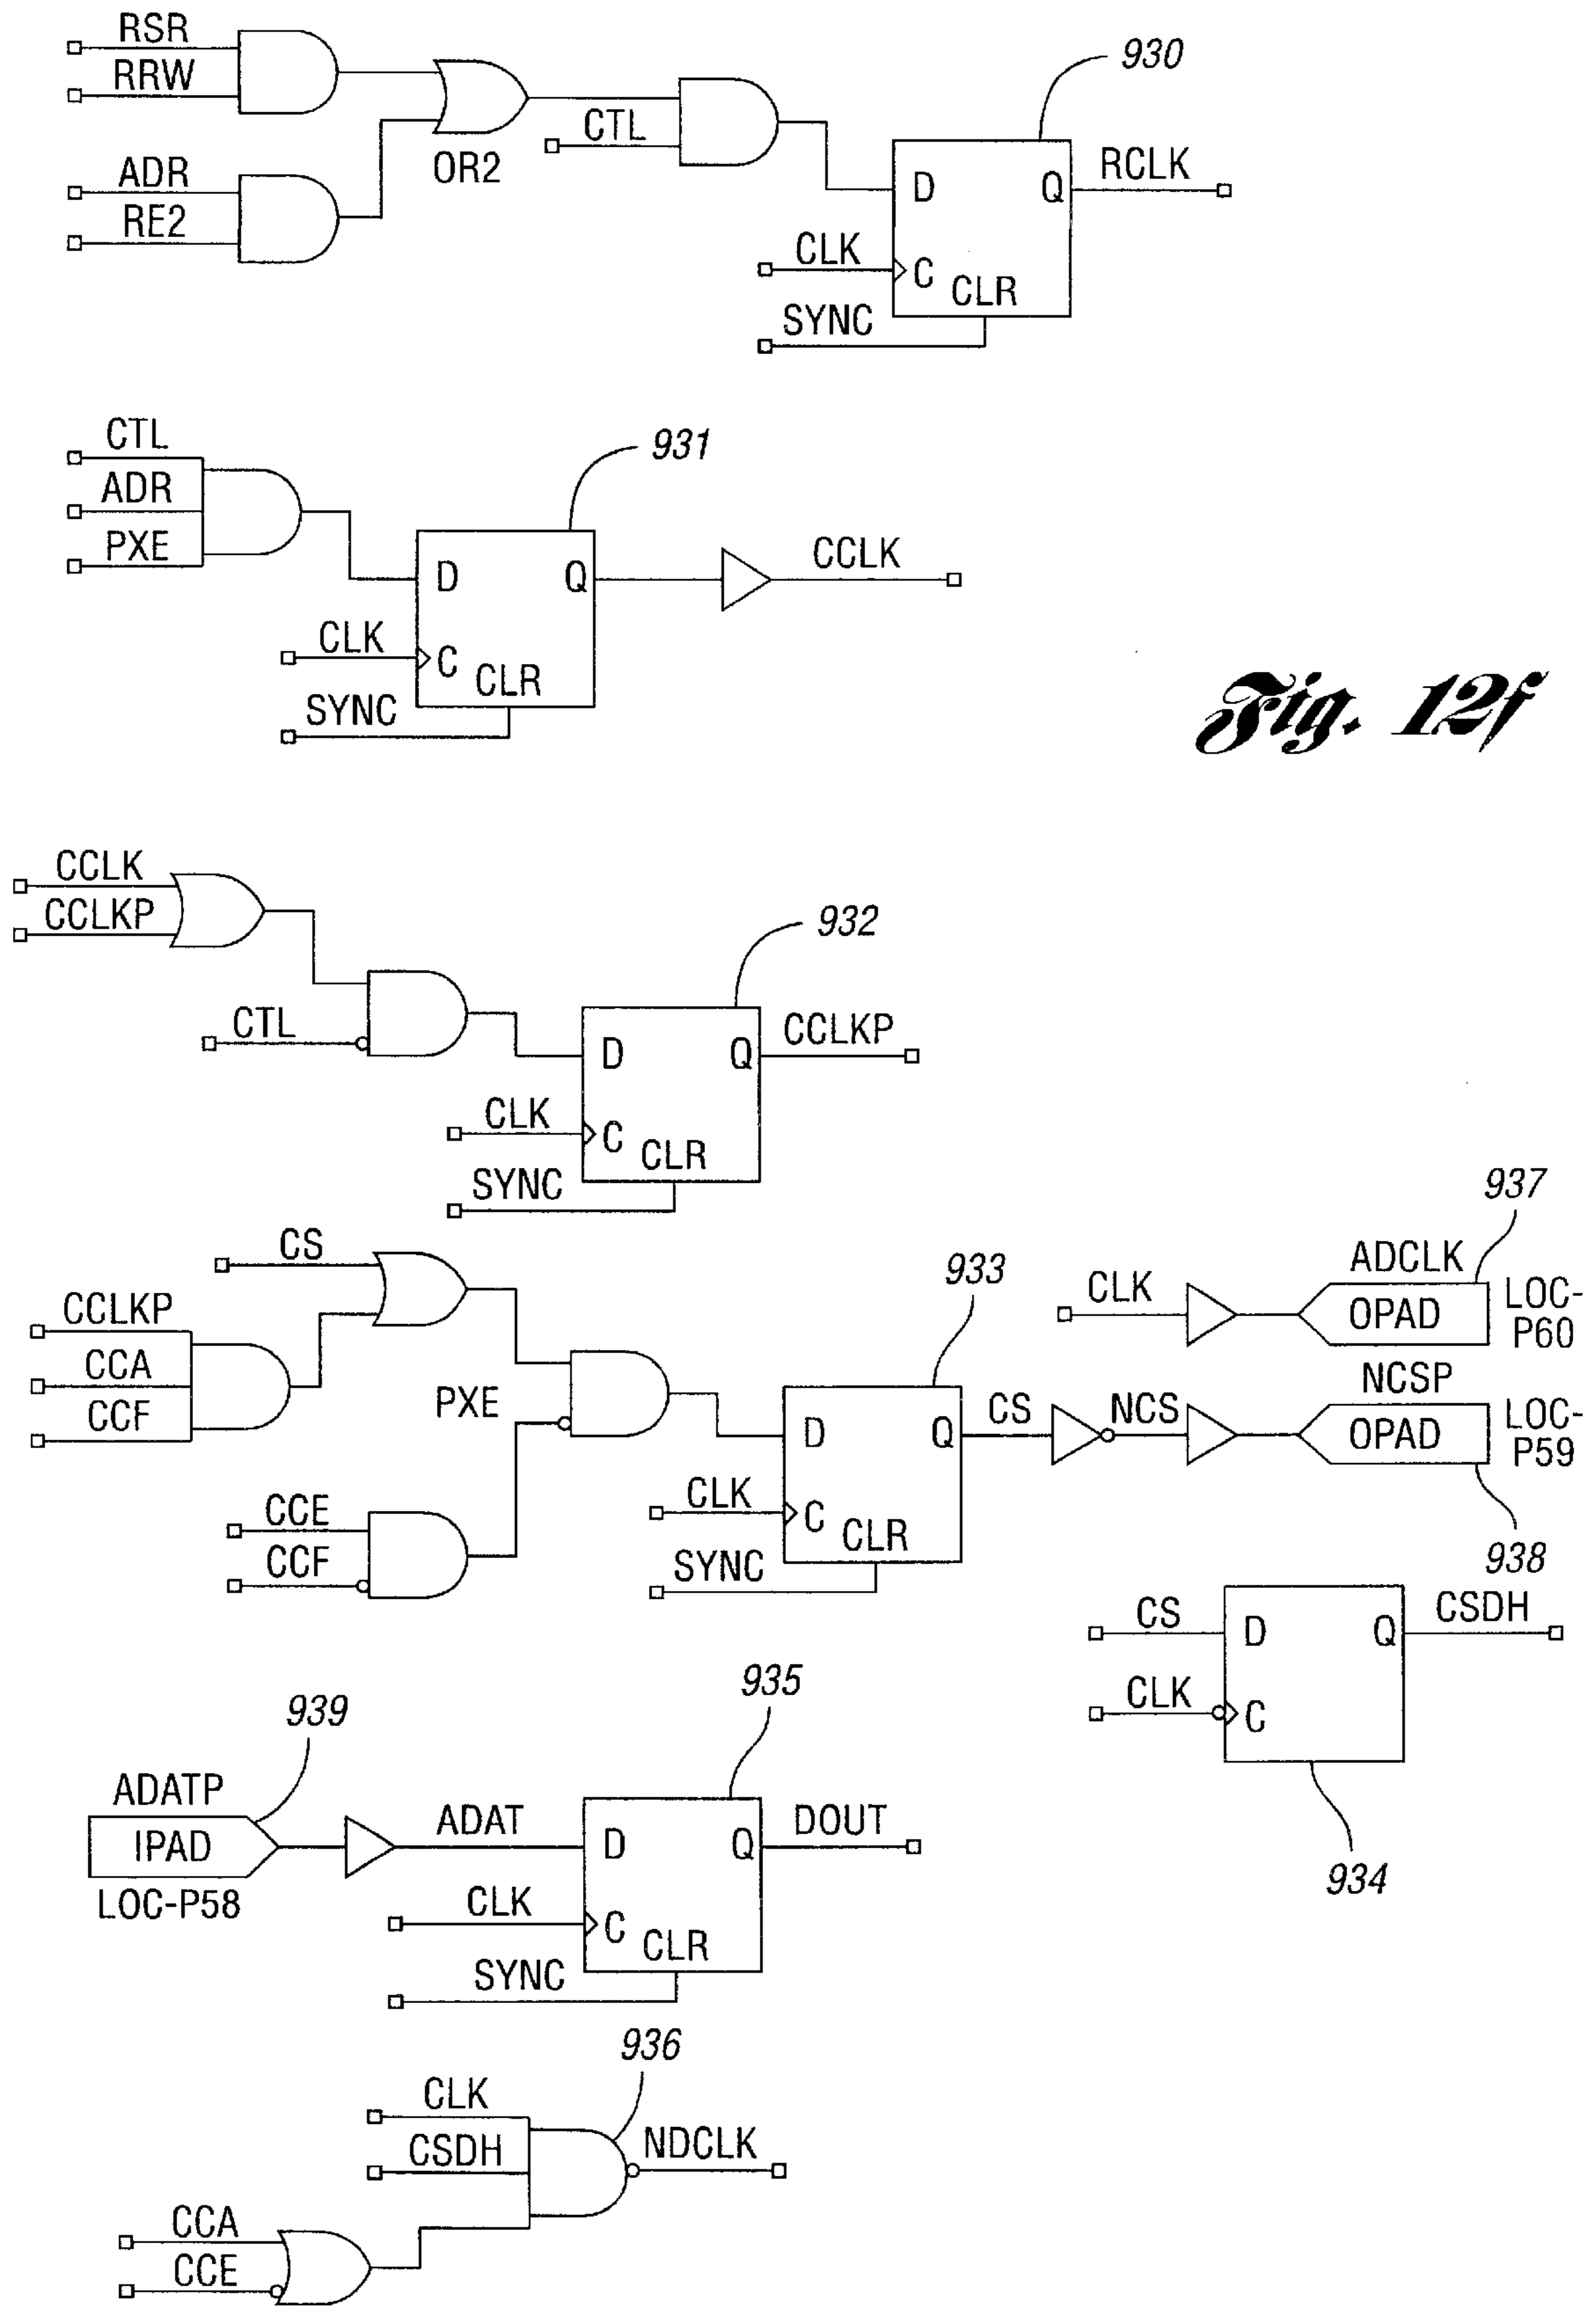 RSR
RRW
ADR
RE2
OR2
CTL
930
D
Q
RCLK
CLK
C
CLR
SYNC
CTL
ADR
PXE
931
D
Q
CCLK
CLK
C
CLR
SYNC
Fig. 12f
CCLK
CCLKP
CTL
932
D
Q
CCLKP
CLK
C
CLR
SYNC
CS
CCLKP
CCA
CCF
PXE
CCE
CCF
933
D
Q
CS
NCS
CLK
C
CLR
SYNC
937
CLK
ADCLK
OPAD
LOC-
P60
NCSP
OPAD
LOC-
P59
938
CS
D
Q
CSDH
CLK
C
934
939
ADATP
IPAD
LOC-P58
ADAT
935
D
Q
DOUT
CLK
C
CLR
SYNC
936
CLK
CSDH
NDCLK
CCA
CCE